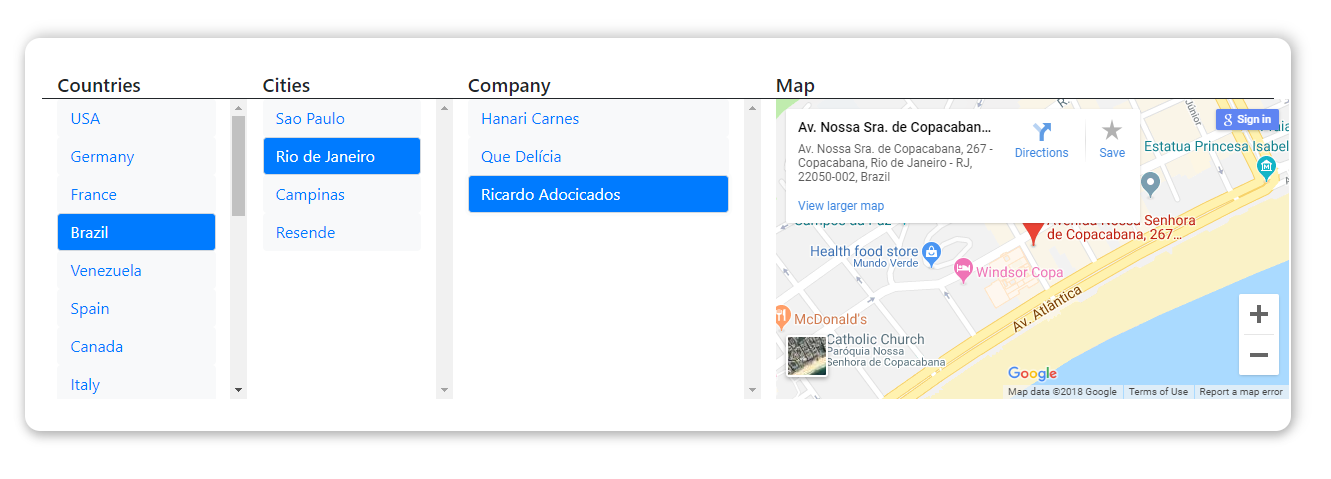 Countries
Cities
Company
Map
USA
Germany
France
Brazil
Venezuela
Spain
Canada
Italy
Sao Paulo
Rio de Janeiro
Campinas
Resende
Hanari Carnes
Que Delícia
Ricardo Adocicados
Av. Nossa Sra. de Copacaban...
Av. Nossa Sra. de Copacabana, 267 -
Copacabana, Rio de Janeiro - RJ,
22050-002, Brazil
View larger map
Directions
Save
Sign in
Júnior
Estatua Princesa Isabel
Avenida Nossa Senhora
de Copacabana, 267...
Health food store
Mundo Verde
Windsor Copa
Av. Atlântica
McDonald's
Catholic Church
Paróquia Nossa
Senhora de Copacabana
Google
Map data ©2018 Google
Terms of Use
Report a map error